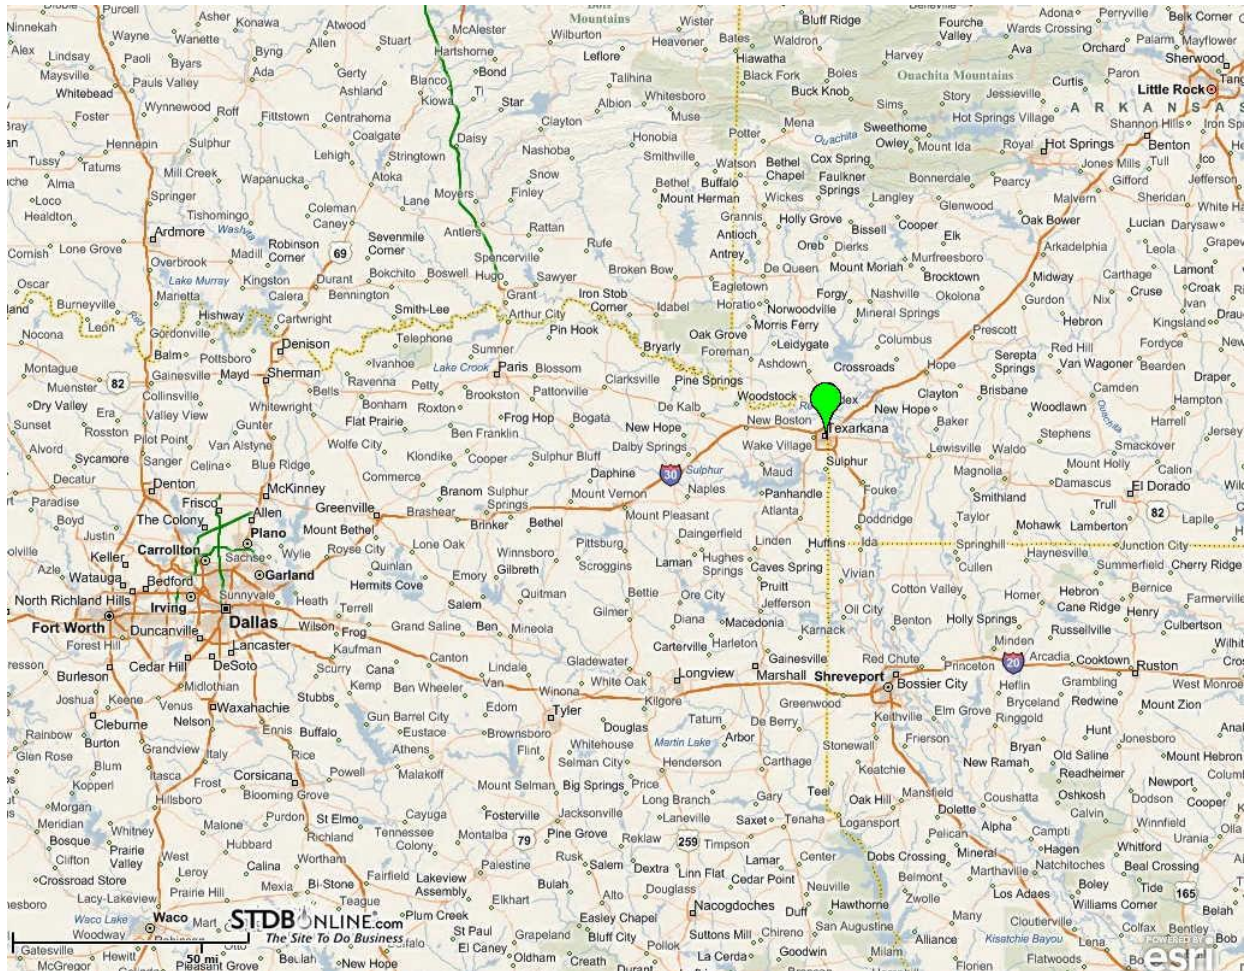 Purcell
Asher
Konawa
Atwood
Stuart
McAlester
Wilburton
Wister
Bates
Bluff Ridge
Fourche Valley
Adona
Perryville
Belk Corner
Wayne
Wanette
Allen
Hartshorne
Mountains
Heavener
Waldron
Wards Crossing
Palarm
Mayflower
Alex
Lindsay
Paoli
Byars
Byng
Leflore
Hiawatha
Harvey
Ava
Orchard
Sherwood
Maysville
Pauls Valley
Ada
Gerty
Blanco
Bond
Talihina
Black Fork
Boles
Ouachita Mountains
Curtis
Paron
Whitebead
Ashland
Ti
Whitesboro
Buck Knob
Story
Jessieville
Little Rock
Wynnewood
Roff
Kiowa
Star
Albion
Sims
Hot Springs Village
ARKANSAS
Foster
Fittstown
Centrahoma
Clayton
Muse
Mena
Sweethome
Shannon Hills
Hennepin
Sulphur
Coalgate
Daisy
Honobia
Potter
Ouachita
Owley
Mount Ida
Royal
Hot Springs
Benton
Tussy
Tatums
Lehigh
Stringtown
Nashoba
Smithville
Watson
Bethel Chapel
Cox Spring
Faulkner Springs
Jones Mills
Tull
Ico
Alma
Mill Creek
Wapanucka
Atoka
Snow
Bethel
Buffalo
Bonnerdale
Pearcy
Gifford
Jefferson
Loco
Springer
Lane
Moyers
Finley
Mount Herman
Wickes
Langley
Glenwood
Malvern
Sheridan
Healdton
Tishomingo
Coleman
Caney
Antlers
Rattan
Grannis
Holly Grove
Bissell
Cooper
Oak Bower
Lucian
Darysaw
Ardmore
Washita
Robinson Corner
Sevenmile Corner
Rufe
Antioch
Oreb
Dierks
Elk
Arkadelphia
Leola
Cornish
Lone Grove
Madill
69
Spencerville
Antrey
Murfreesboro
Overbrook
Kingston
Durant
Bokchito
Boswell
Hugo
Sawyer
Broken Bow
De Queen
Mount Moriah
Brocktown
Midway
Carthage
Lamont
Oscar
Lake Murray
Marietta
Calera
Bennington
Grant
Iron Stob Corner
Eagletown
Forgy
Nashville
Okolona
Gurdon
Nix
Cruse
Croak
Burneyville
Highway
Cartwright
Smith-Lee
Arthur City
Idabel
Horatio
Norwoodville
Mineral Springs
Hebron
Kingsland
Leon
Red
Gordonville
Denison
Telephone
Pin Hook
Oak Grove
Morris Ferry
Prescott
Nocona
Balm
Pottsboro
Sumner
Bryarly
Foreman
Leidygate
Columbus
Red Hill
Fordyce
Montague
Gainesville
Mayd
Sherman
Ivanhoe
Lake Crook
Paris
Blossom
Ashdown
Crossroads
Hope
Serepta Springs
Van Wagoner
Bearden
Draper
Muenster
82
Collinsville
Bells
Ravenna
Petty
Brookston
Pattonville
Clarksville
Pine Springs
Woodstock
Clayton
Brisbane
Camden
Hampton
Dry Valley
Era
Valley View
Whitewright
Bonham
Roxton
Frog Hop
Bogata
De Kalb
New Hope
Woodlawn
Ouachita
Harrell
Forestburg
Gunter
Flat Prairie
Ben Franklin
New Hope
New Boston
Texarkana
Baker
Stephens
Jersey
Sycamore
Pilot Point
Van Alstyne
Wolfe City
Dalby Springs
Wake Village
Lewisville
Waldo
Smackover
Decatur
Sanger
Celina
Blue Ridge
Klondike
Cooper
Sulphur Bluff
Sulphur
Magnolia
Mount Holly
Calion
Commerce
Daphine
30
Sulphur
Maud
Damascus
Trull
Denton
McKinney
Branom
Sulphur Springs
Mount Vernon
Naples
Panhandle
Fouke
Smithland
El Dorado
Paradise
Frisco
Allen
Greenville
Brashear
Atlanta
Taylor
82
Boyd
The Colony
Mount Bethel
Brinker
Bethel
Mount Pleasant
Doddridge
Mohawk
Lamberton
Justin
Plano
Daingerfield
Linden
Huffins
Ida
Springhill
Junction City
Keller
Carrollton
Sachse
Wylie
Royse City
Lone Oak
Winnsboro
Pittsburg
Haynesville
Azle
Watauga
Quinlan
Gilbreth
Scroggins
Laman
Hughes Springs
Caves Spring
Vivian
Cullen
Summerfield
Cherry Ridge
Bedford
Garland
Hermits Cove
Emory
Pruitt
Cotton Valley
Homer
Hebron
Bernice
North Richland Hills
Irving
Sunnyvale
Heath
Terrell
Salem
Quitman
Bettie
Ore City
Jefferson
Oil City
Cane Ridge
Henry
Fort Worth
Dallas
Wilson
Frog
Grand Saline
Ben
Mineola
Gilmer
Diana
Macedonia
Benton
Holly Springs
Russellville
Culbertson
Forest Hill
Duncanville
Lancaster
Kaufman
Harleton
Karnack
Minden
Cedar Hill
DeSoto
Scurry
Cana
Canton
Lindale
Gladewater
Carterville
Gainesville
Red Chute
Princeton
20
Arcadia
Cooktown
Ruston
Burleson
Midlothian
Kemp
Ben Wheeler
Van
Winona
White Oak
Longview
Marshall
Shreveport
Bossier City
Heflin
Grambling
West Monroe
Joshua
Keene
Venus
Waxahachie
Stubbs
Edom
Tyler
Kilgore
Greenwood
Bryceland
Redwine
Mount Zion
Cleburne
Nelson
Gun Barrel City
Eustace
Brownsboro
Douglas
Tatum
De Berry
Keithville
Elm Grove
Ringgold
Hunt
Rainbow
Burton
Ennis
Buffalo
Athens
Flint
Whitehouse
Martin Lake
Arbor
Stonewall
Frierson
Bryan
Jonesboro
Glen Rose
Grandview
Italy
Rice
Selman City
Henderson
Carthage
New Ramah
Old Saline
Mount Hebron
Blum
Itasca
Frost
Corsicana
Powell
Malakoff
Mount Selman
Big Springs
Price
Keatchie
Readheimer
Newport
Kopperl
Hillsboro
Blooming Grove
Long Branch
Gary
Teel
Oak Hill
Mansfield
Coushatta
Oshkosh
Dodson
Cooper
Morgan
Purdon
St Elmo
Cayuga
Fosterville
Jacksonville
Laneville
Saxet
Tenaha
Logansport
Dolette
Calvin
Meridian
Whitney
Malone
Richland
Tennessee Colony
Montalba
79
Pine Grove
Reklaw
259
Timpson
Pelican
Alpha
Campti
Winnfield
Bosque
Prairie Valley
Hubbard
Hagen
Whitford
Urania
Clifton
West
Calina
Wortham
Fairfield
Palestine
Rusk
Salem
Dextra
Linn Flat
Lamar
Center
Dobs Crossing
Mineral
Natchitoches
Beal Crossing
Olla
Crossroad Store
Leroy
Mexia
Bi-Stone
Lakeview Assembly
Elkhart
Bulah
Alto
Douglass
Cedar Point
Neuville
Belmont
Marthaville
Boley
Tide
165
Lacy-Lakeview
Prairie Hill
Teague
Nacogdoches
Duff
Hawthorne
Zwolle
Los Adaes
Williams Corner
Waco Lake
Waco
Mart
STDBONLINE.com
Plum Creek
Grapeland
Easley Chapel
Many
Cloutierville
Colfax
Belah
Woodway
The Site To Do Business
St Paul
Bluff City
Suttons Mill
Chireno
San Augustine
Alliance
Kisatchie Bayou
Bentley
Bob
Gatesville
50 mi
El Caney
Pollok
Goodwin
Milam
McGregor
Pleasant Grove
New Hope
Oldham
Creath
Durant
La Cerda
Florien
Gorum
POWERED BY
esri